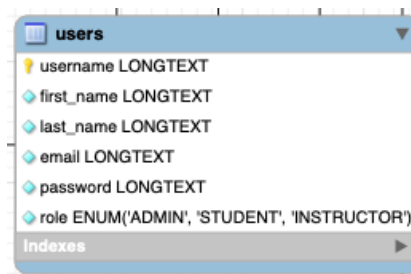 users
username LONGTEXT
first_name LONGTEXT
last_name LONGTEXT
email LONGTEXT
password LONGTEXT
role ENUM('ADMIN', 'STUDENT', 'INSTRUCTOR')
Indexes